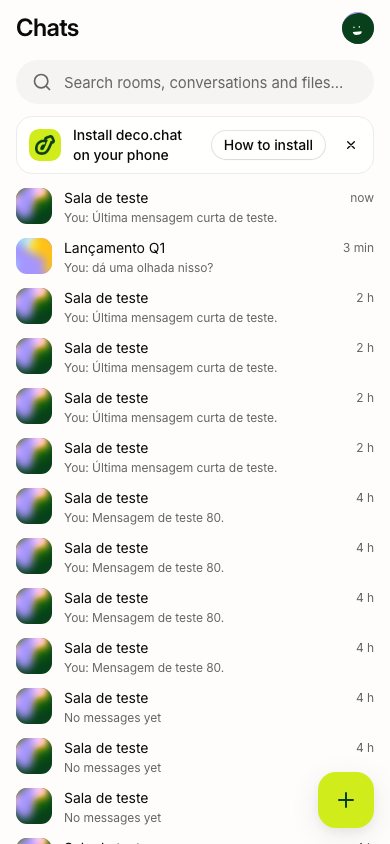 Chats
Search rooms, conversations and files...
Install deco.chat
on your phone
How to install
Sala de teste
now
You: Última mensagem curta de teste.
Lançamento Q1
3 min
You: dá uma olhada nisso?
Sala de teste
2 h
You: Última mensagem curta de teste.
Sala de teste
2 h
You: Última mensagem curta de teste.
Sala de teste
2 h
You: Última mensagem curta de teste.
Sala de teste
2 h
You: Última mensagem curta de teste.
Sala de teste
4 h
You: Mensagem de teste 80.
Sala de teste
4 h
You: Mensagem de teste 80.
Sala de teste
4 h
You: Mensagem de teste 80.
Sala de teste
4 h
You: Mensagem de teste 80.
Sala de teste
4 h
No messages yet
Sala de teste
4 h
No messages yet
Sala de teste
No messages yet